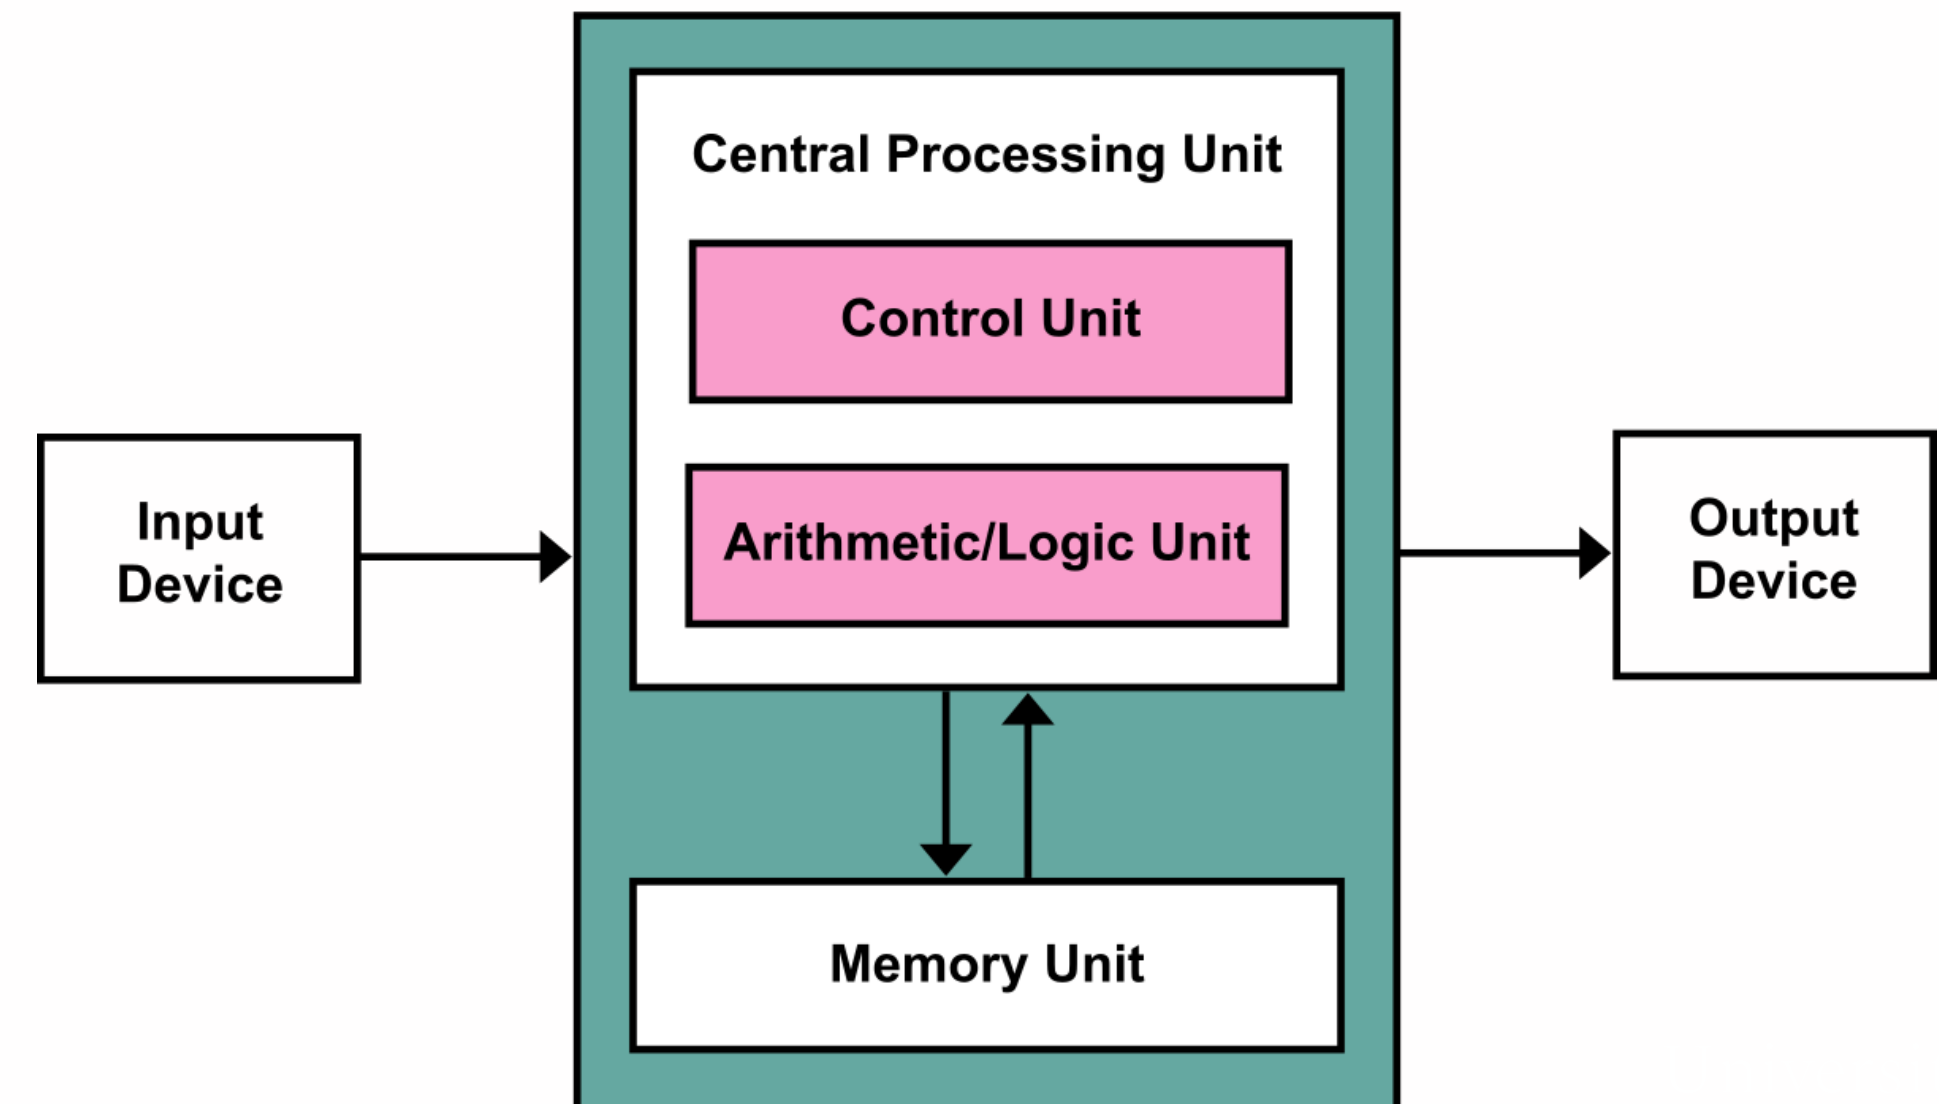 Central Processing Unit
Control Unit
Arithmetic/Logic Unit
Input
Device
Output
Device
Memory Unit